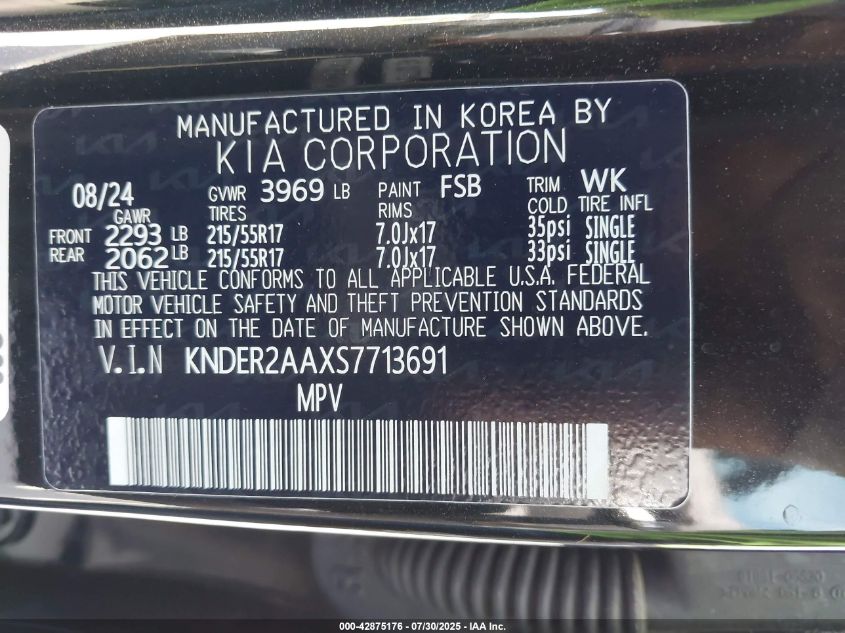 MANUFACTURED IN KOREA BY
KIA CORPORATION
08/24 GVWR 3969 LB PAINT FSB TRIM WK
GAWR TIRES RIMS COLD TIRE INFL
FRONT 2293 LB 215/55R17 7.0Jx17 35psi SINGLE
REAR 2062 LB 215/55R17 7.0Jx17 33psi SINGLE
THIS VEHICLE CONFORMS TO ALL APPLICABLE U.S.A. FEDERAL
MOTOR VEHICLE SAFETY AND THEFT PREVENTION STANDARDS
IN EFFECT ON THE DATE OF MANUFACTURE SHOWN ABOVE.
V.I.N KNDER2AAXS7713691
MPV
000-42875176 - 07/30/2025 - IAA, Inc.